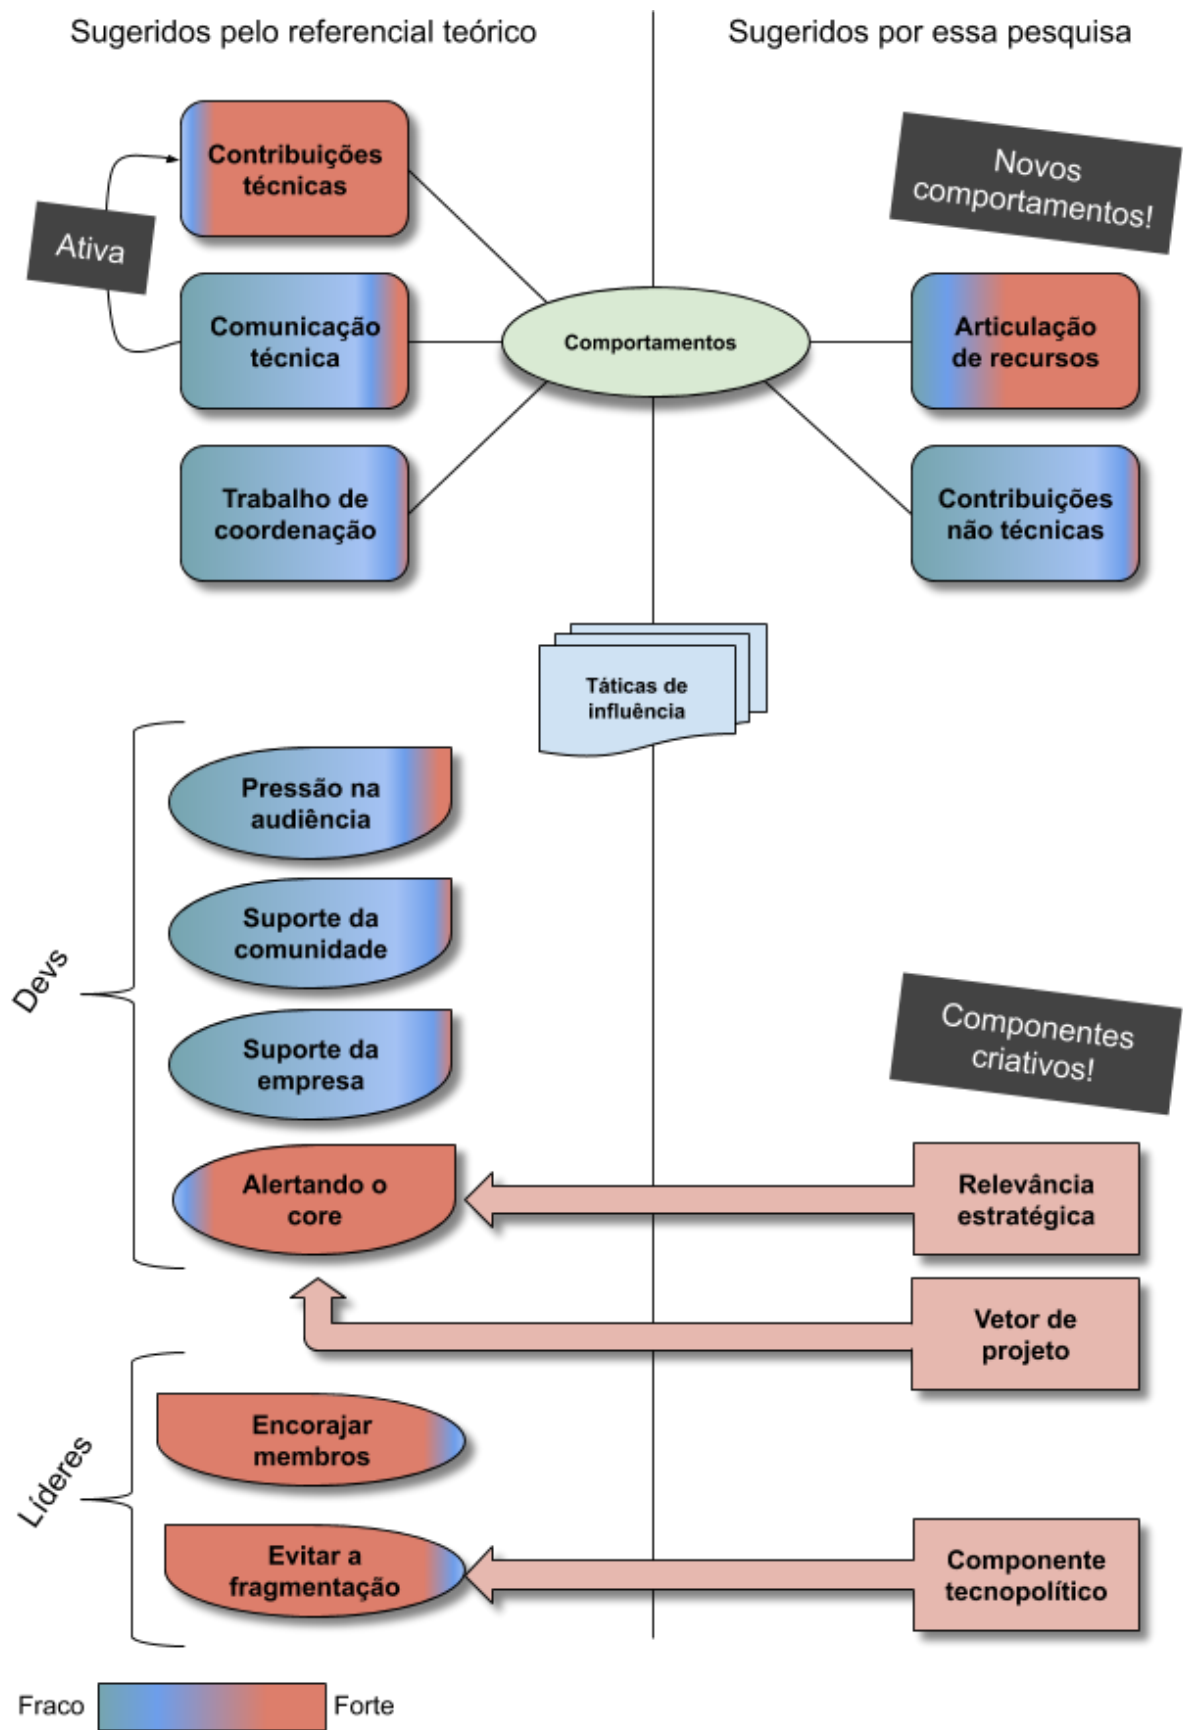 Sugeridos pelo referencial teórico
Sugeridos por essa pesquisa
Contribuições
técnicas
Novos
comportamentos!
Ativa
Comunicação
técnica
Comportamentos
Articulação
de recursos
Trabalho de
coordenação
Contribuições
não técnicas
Táticas de
influência
Devs
Pressão na
audiência
Suporte da
comunidade
Suporte da
empresa
Componentes
criativos!
Alertando o
core
Relevância
estratégica
Vetor de
projeto
Líderes
Encorajar
membros
Evitar a
fragmentação
Componente
tecnopolítico
Fraco
Forte